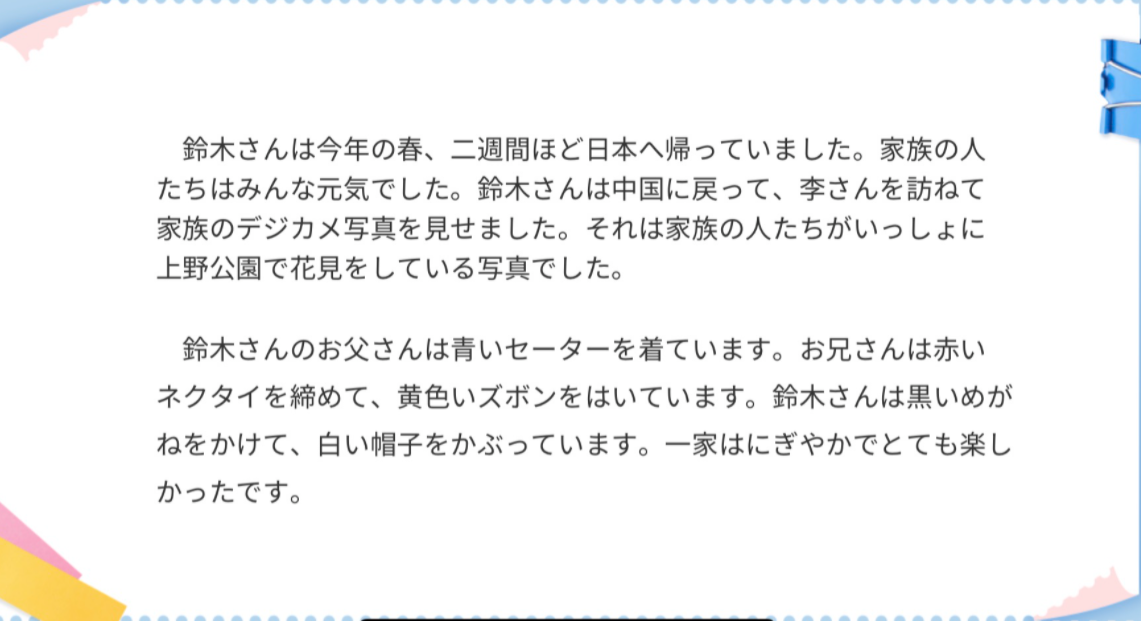 鈴木さんは今年の春、二週間ほど日本へ帰っていました。家族の人
たちはみんな元気でした。鈴木さんは中国に戻って、李さんを訪ねて
家族のデジカメ写真を見せました。それは家族の人たちがいっしょに
上野公園で花見をしている写真でした。
鈴木さんのお父さんは青いセーターを着ています。お兄さんは赤い
ネクタイを締めて、黄色いズボンをはいています。鈴木さんは黒いめが
ねをかけて、白い帽子をかぶっています。一家はにぎやかでとても楽し
かったです。